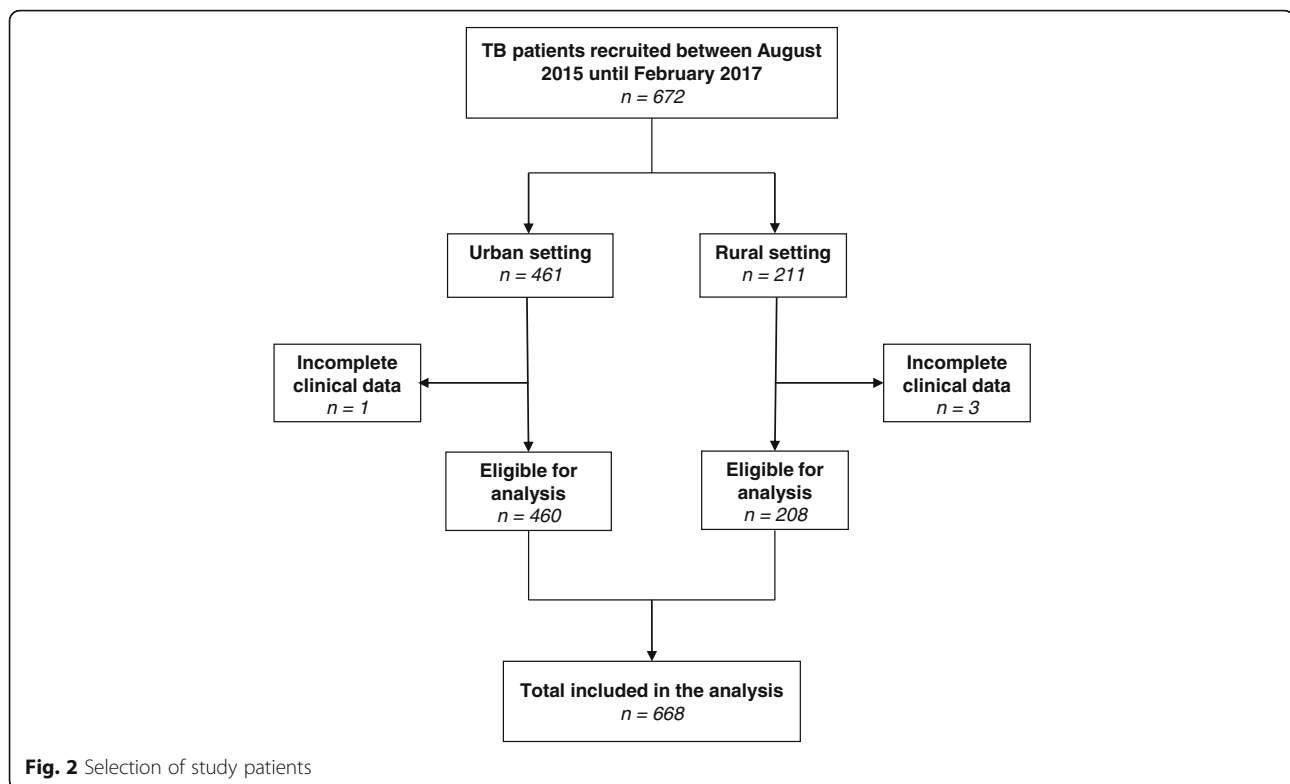 TB patients recruited between August
2015 until February 2017
n = 672
Urban setting
n = 461
Rural setting
n = 211
Incomplete
clinical data
n = 1
Incomplete
clinical data
n = 3
Eligible for
analysis
n = 460
Eligible for
analysis
n = 208
Total included in the analysis
n = 668
Fig. 2 Selection of study patients